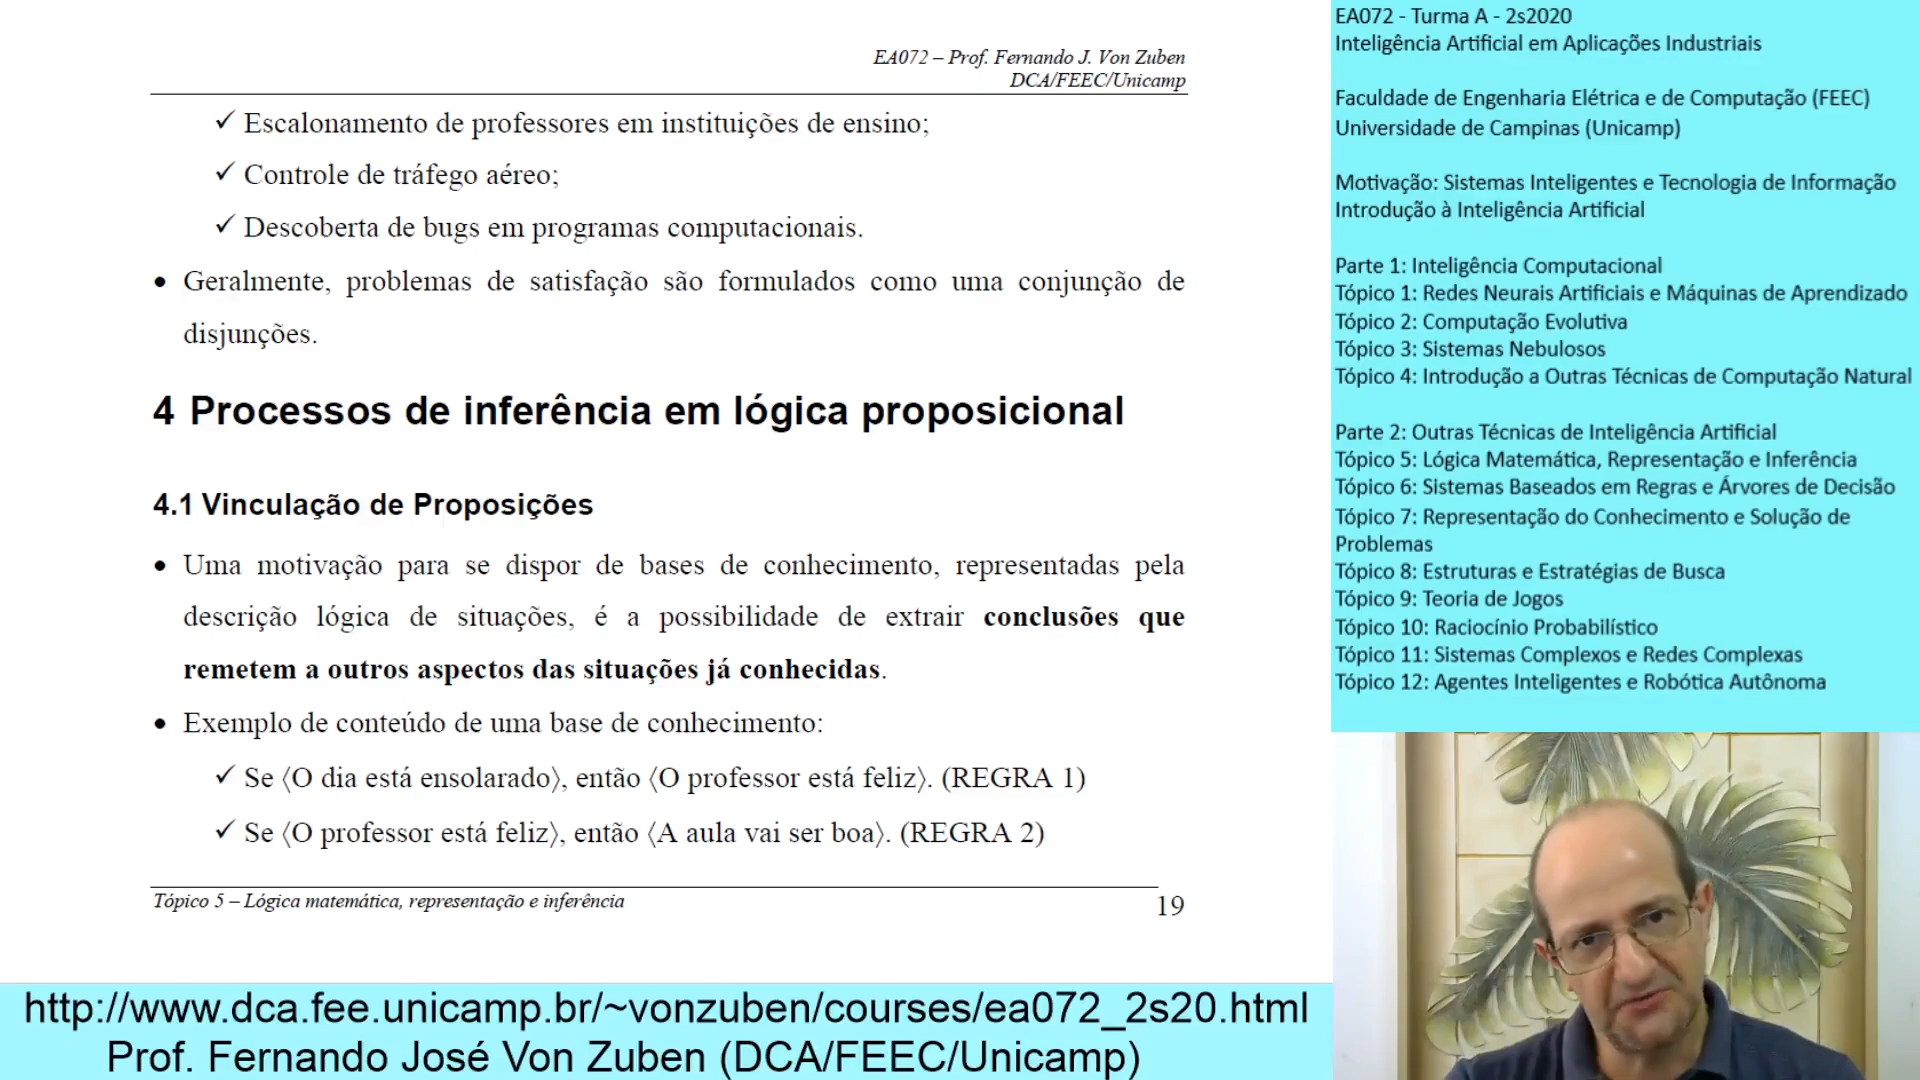 EA072 – Prof. Fernando J. Von Zuben
DCA/FEEC/Unicamp
✓ Escalonamento de professores em instituições de ensino;
✓ Controle de tráfego aéreo;
✓ Descoberta de bugs em programas computacionais.
• Geralmente, problemas de satisfação são formulados como uma conjunção de
disjunções.
4 Processos de inferência em lógica proposicional
4.1 Vinculação de Proposições
• Uma motivação para se dispor de bases de conhecimento, representadas pela
descrição lógica de situações, é a possibilidade de extrair conclusões que
remetem a outros aspectos das situações já conhecidas.
• Exemplo de conteúdo de uma base de conhecimento:
✓ Se ⟨O dia está ensolarado⟩, então ⟨O professor está feliz⟩. (REGRA 1)
✓ Se ⟨O professor está feliz⟩, então ⟨A aula vai ser boa⟩. (REGRA 2)
Tópico 5 – Lógica matemática, representação e inferência
19
http://www.dca.fee.unicamp.br/~vonzuben/courses/ea072_2s20.html
Prof. Fernando José Von Zuben (DCA/FEEC/Unicamp)
EA072 - Turma A - 2s2020
Inteligência Artificial em Aplicações Industriais
Faculdade de Engenharia Elétrica e de Computação (FEEC)
Universidade de Campinas (Unicamp)
Motivação: Sistemas Inteligentes e Tecnologia de Informação
Introdução à Inteligência Artificial
Parte 1: Inteligência Computacional
Tópico 1: Redes Neurais Artificiais e Máquinas de Aprendizado
Tópico 2: Computação Evolutiva
Tópico 3: Sistemas Nebulosos
Tópico 4: Introdução a Outras Técnicas de Computação Natural
Parte 2: Outras Técnicas de Inteligência Artificial
Tópico 5: Lógica Matemática, Representação e Inferência
Tópico 6: Sistemas Baseados em Regras e Árvores de Decisão
Tópico 7: Representação do Conhecimento e Solução de
Problemas
Tópico 8: Estruturas e Estratégias de Busca
Tópico 9: Teoria de Jogos
Tópico 10: Raciocínio Probabilístico
Tópico 11: Sistemas Complexos e Redes Complexas
Tópico 12: Agentes Inteligentes e Robótica Autônoma